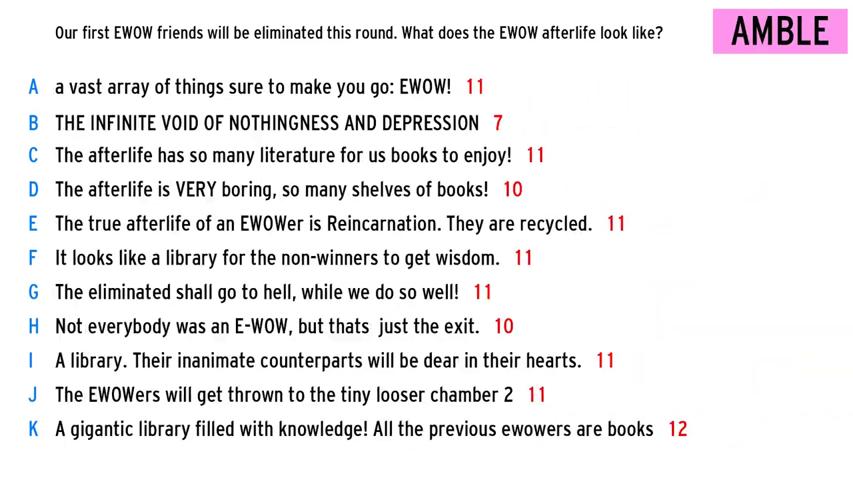 Our first EWOW friends will be eliminated this round. What does the EWOW afterlife look like?
AMBLE
A a vast array of things sure to make you go: EWOW! 11
B THE INFINITE VOID OF NOTHINGNESS AND DEPRESSION 7
C The afterlife has so many literature for us books to enjoy! 11
D The afterlife is VERY boring, so many shelves of books! 10
E The true afterlife of an EWOWer is Reincarnation. They are recycled. 11
F It looks like a library for the non-winners to get wisdom. 11
G The eliminated shall go to hell, while we do so well! 11
H Not everybody was an E-WOW, but thats just the exit. 10
I A library. Their inanimate counterparts will be dear in their hearts. 11
J The EWOWers will get thrown to the tiny looser chamber 2 11
K A gigantic library filled with knowledge! All the previous ewowers are books 12